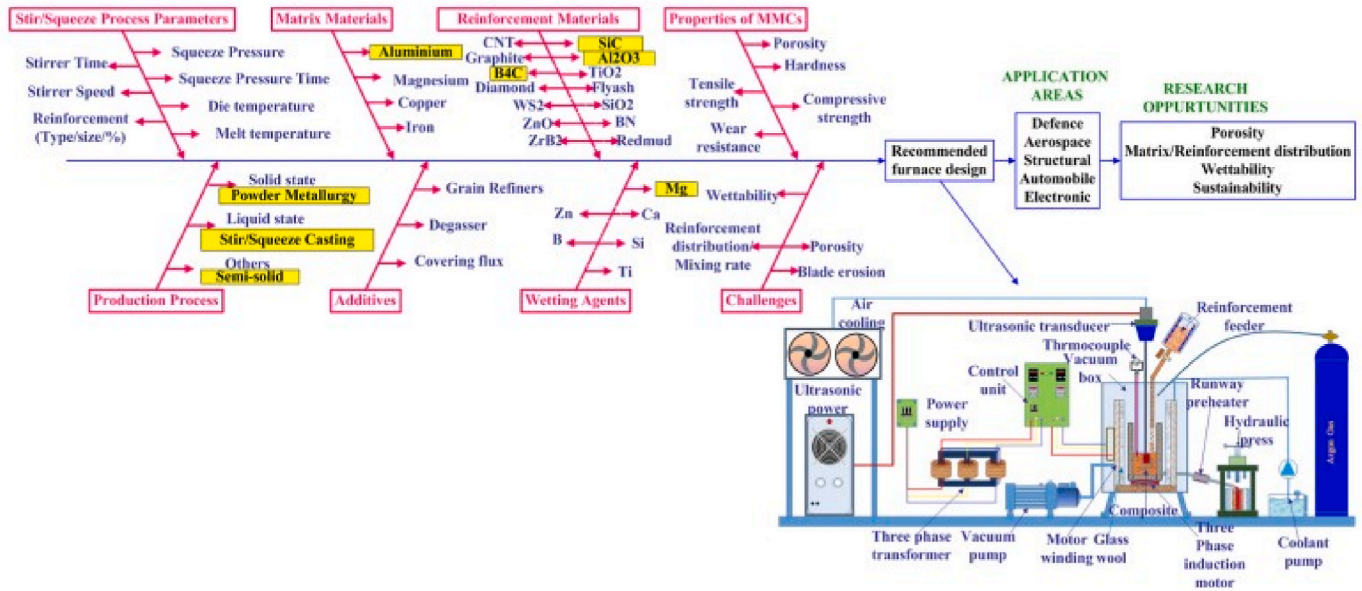 Stir/Squeeze Process Parameters
Squeeze Pressure
Stirrer Time
Squeeze Pressure Time
Stirrer Speed
Die temperature
Reinforcement
(Type/size/%)
Melt temperature
Matrix Materials
Aluminium
Magnesium
Copper
Iron
Reinforcement Materials
CNT
SiC
Graphite
Al2O3
B4C
TiO2
Diamond
Flyash
WS2
SiO2
ZnO
BN
ZrB2
Redmud
Properties of MMCs
Porosity
Hardness
Tensile
strength
Compressive
strength
Wear
resistance
Solid state
Powder Metallurgy
Liquid state
Stir/Squeeze Casting
Others
Semi-solid
Production Process
Grain Refiners
Degasser
Covering flux
Additives
Mg
Zn
Ca
B
Si
Ti
Wetting Agents
Wettability
Reinforcement
distribution/
Mixing rate
Porosity
Blade erosion
Challenges
Recommended
furnace design
APPLICATION
AREAS
Defence
Aerospace
Structural
Automobile
Electronic
RESEARCH
OPPURTUNITIES
Porosity
Matrix/Reinforcement distribution
Wettability
Sustainability
Air
cooling
Ultrasonic transducer
Reinforcement
feeder
Thrmocouple
Vacuum
box
Control
unit
Runway
preheater
Ultrasonic
power
Power
supply
Hydraulic
press
Argon Gas
Composite
Three phase
transformer
Vacuum
pump
Motor
winding
Glass
wool
Three
Phase
induction
motor
Coolant
pump